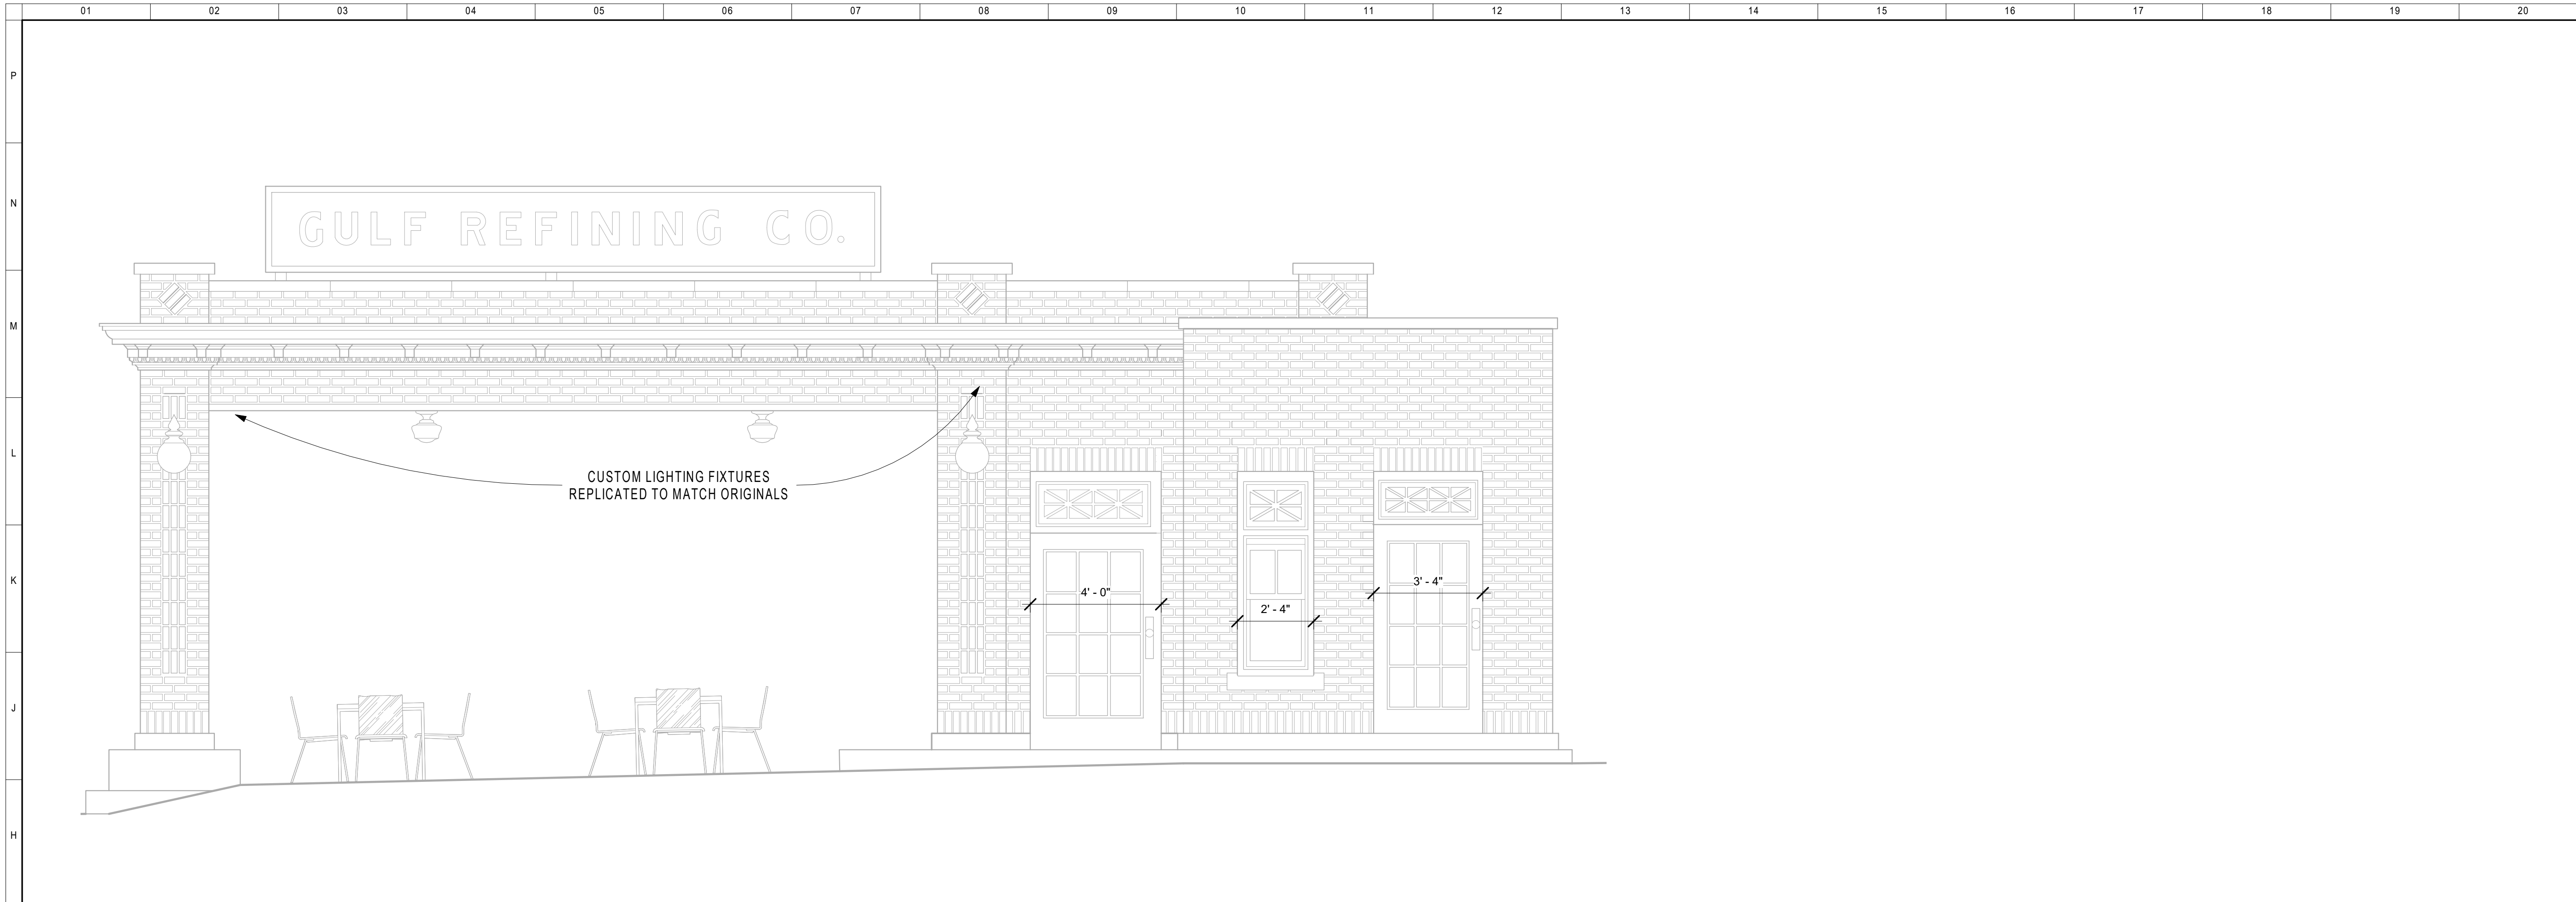 01 02 03 04 05 06 07 08 09 10 11 12 13 14 15 16 17 18 19 20
P
N
GULF REFINING CO.
M
L
CUSTOM LIGHTING FIXTURES
REPLICATED TO MATCH ORIGINALS
K
3' - 4"
4' - 0"
2' - 4"
J
H